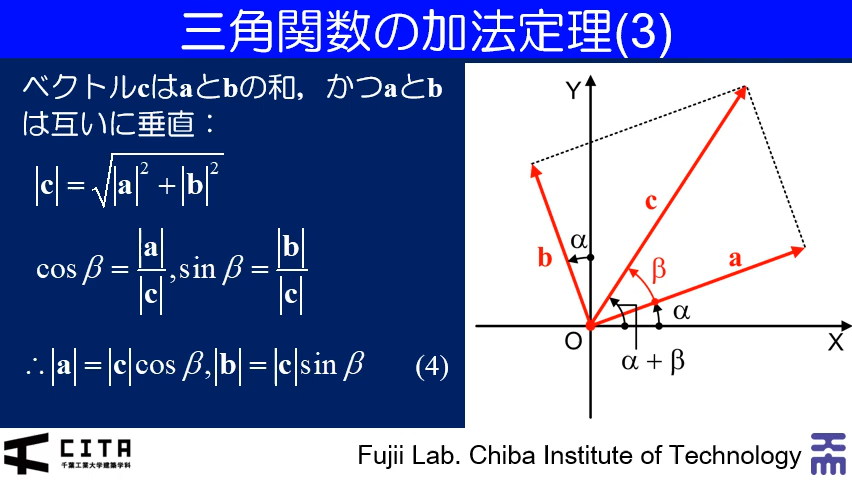 三角関数の加法定理(3)
ベクトルcはaとbの和，かつaとb
は互いに垂直：
|c| = √(|a|² + |b|²)
cos β = |a|/|c|, sin β = |b|/|c|
∴ |a| = |c| cos β, |b| = |c| sin β (4)
Y
c
α
b
β
a
α
O
X
α + β
CITA
千葉工業大学建築学科
Fujii Lab. Chiba Institute of Technology